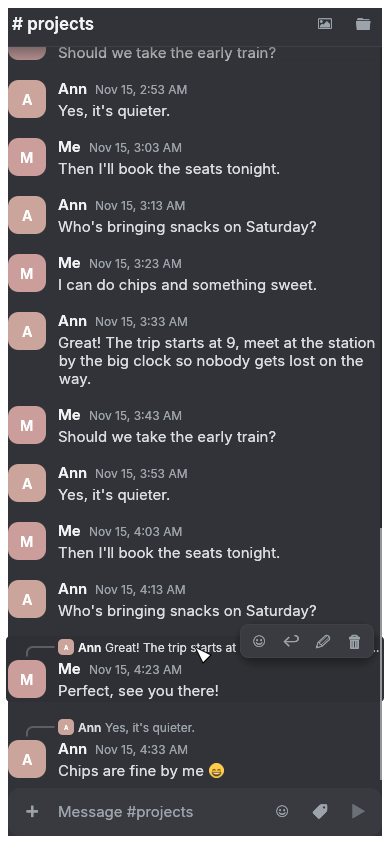 # projects
Should we take the early train?
Ann Nov 15, 2:53 AM
A
Yes, it's quieter.
Me Nov 15, 3:03 AM
M
Then I'll book the seats tonight.
Ann Nov 15, 3:13 AM
A
Who's bringing snacks on Saturday?
Me Nov 15, 3:23 AM
M
I can do chips and something sweet.
Ann Nov 15, 3:33 AM
A
Great! The trip starts at 9, meet at the station
by the big clock so nobody gets lost on the
way.
Me Nov 15, 3:43 AM
M
Should we take the early train?
Ann Nov 15, 3:53 AM
A
Yes, it's quieter.
Me Nov 15, 4:03 AM
M
Then I'll book the seats tonight.
Ann Nov 15, 4:13 AM
A
Who's bringing snacks on Saturday?
A Ann Great! The trip starts at
Me Nov 15, 4:23 AM
M
Perfect, see you there!
A Ann Yes, it's quieter.
Ann Nov 15, 4:33 AM
A
Chips are fine by me 😄
Message #projects